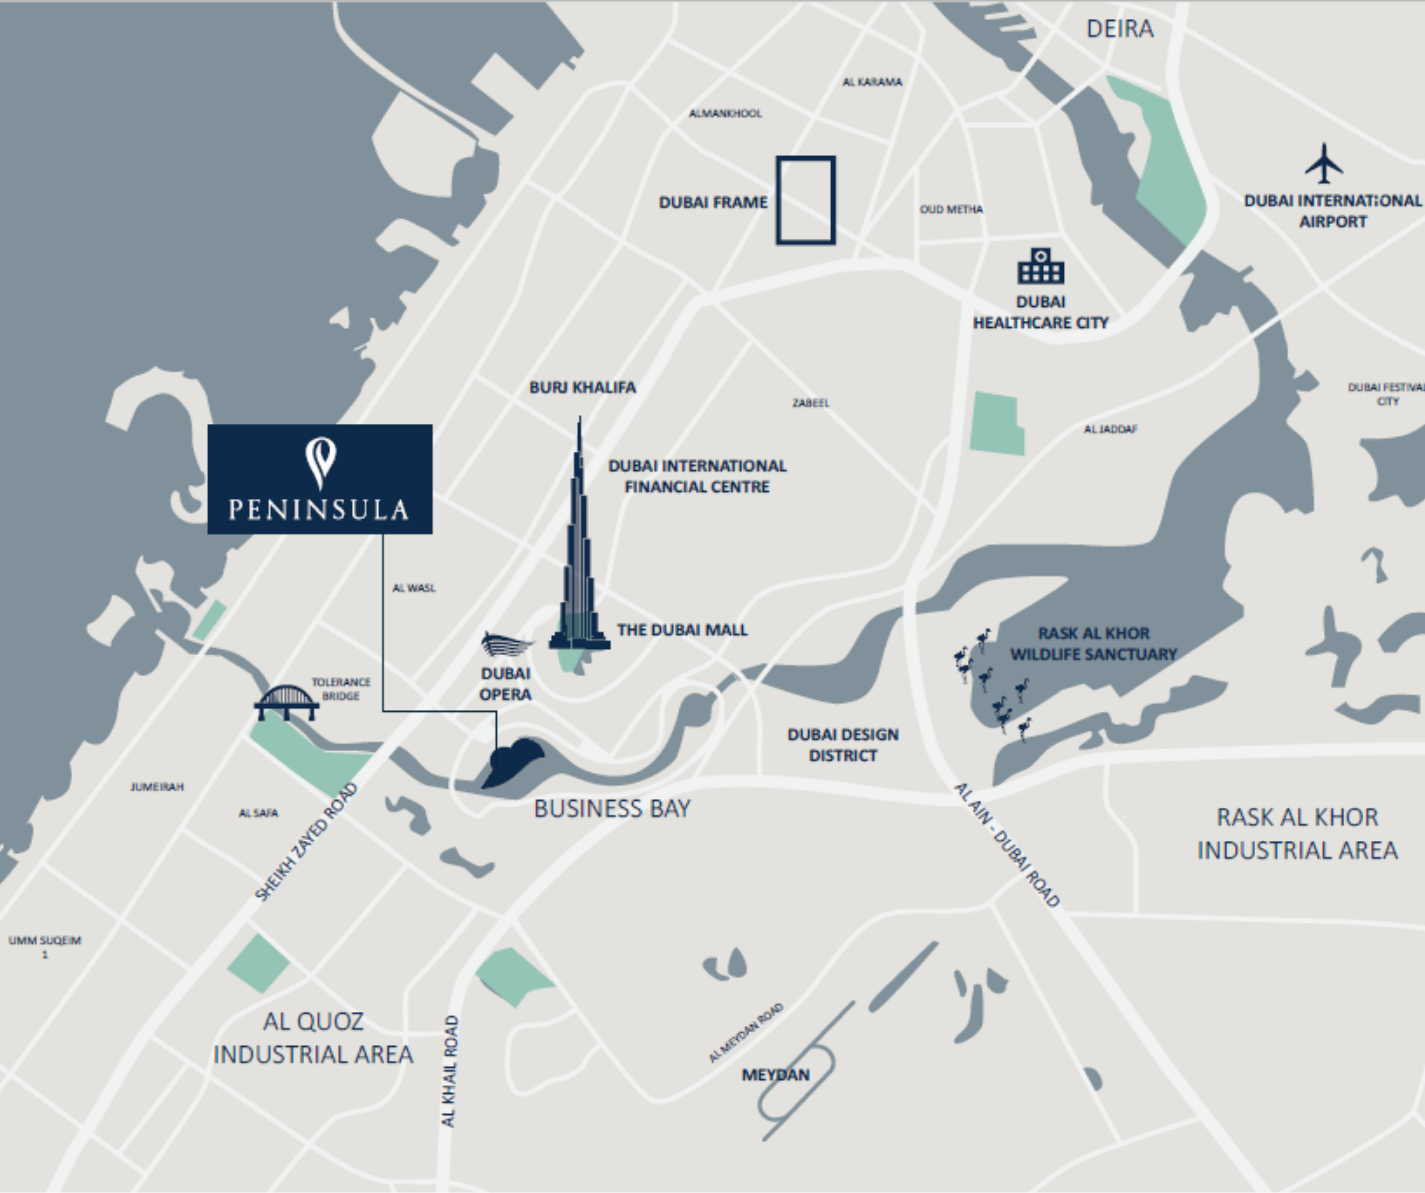 DEIRA
AL KARAMA
ALMANKHOOL
DUBAI FRAME
OUD METHA
DUBAI INTERNATIONAL
AIRPORT
DUBAI
HEALTHCARE CITY
BURJ KHALIFA
ZABEEL
DUBAI FESTIVAL
CITY
AL JADDAF
DUBAI INTERNATIONAL
FINANCIAL CENTRE
PENINSULA
AL WASL
THE DUBAI MALL
RASK AL KHOR
WILDLIFE SANCTUARY
DUBAI
OPERA
TOLERANCE
BRIDGE
DUBAI DESIGN
DISTRICT
JUMEIRAH
AL SAFA
BUSINESS BAY
SHEIKH ZAYED ROAD
AL AIN - DUBAI ROAD
RASK AL KHOR
INDUSTRIAL AREA
UMM SUQEIM
1
AL QUOZ
INDUSTRIAL AREA
AL KHAIL ROAD
AL MEYDAN ROAD
MEYDAN